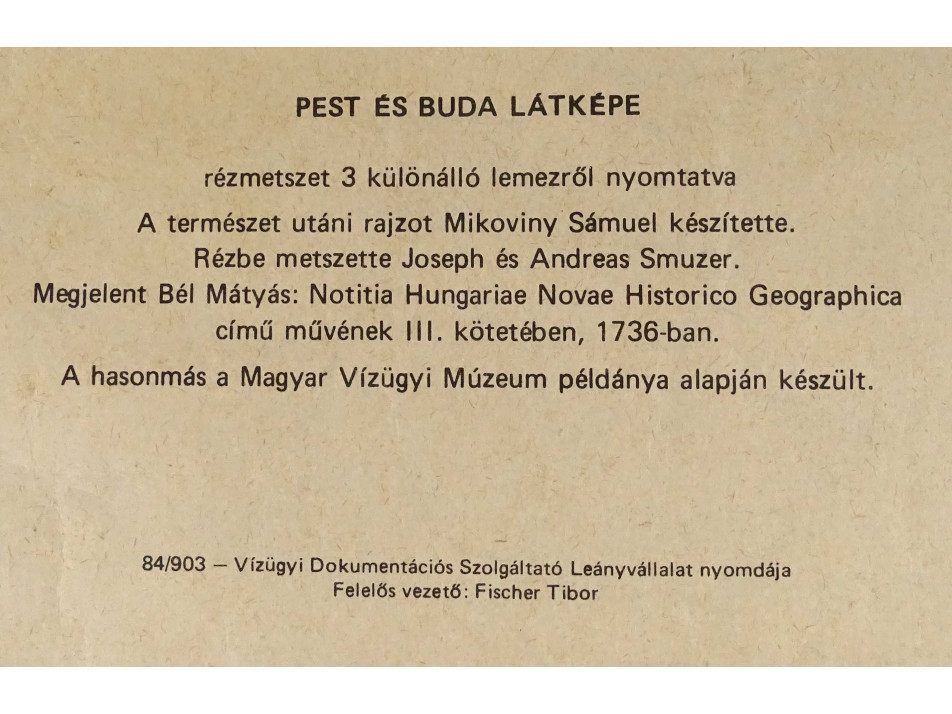 PEST ÉS BUDA LÁTKÉPE
rézmetszet 3 különálló lemezről nyomtatva
A természet utáni rajzot Mikoviny Sámuel készítette.
Rézbe metszette Joseph és Andreas Smuzer.
Megjelent Bél Mátyás: Notitia Hungariae Novae Historico Geographica
című művének III. kötetében, 1736-ban.
A hasonmás a Magyar Vízügyi Múzeum példánya alapján készült.
84/903 — Vízügyi Dokumentációs Szolgáltató Leányvállalat nyomdája
Felelős vezető: Fischer Tibor